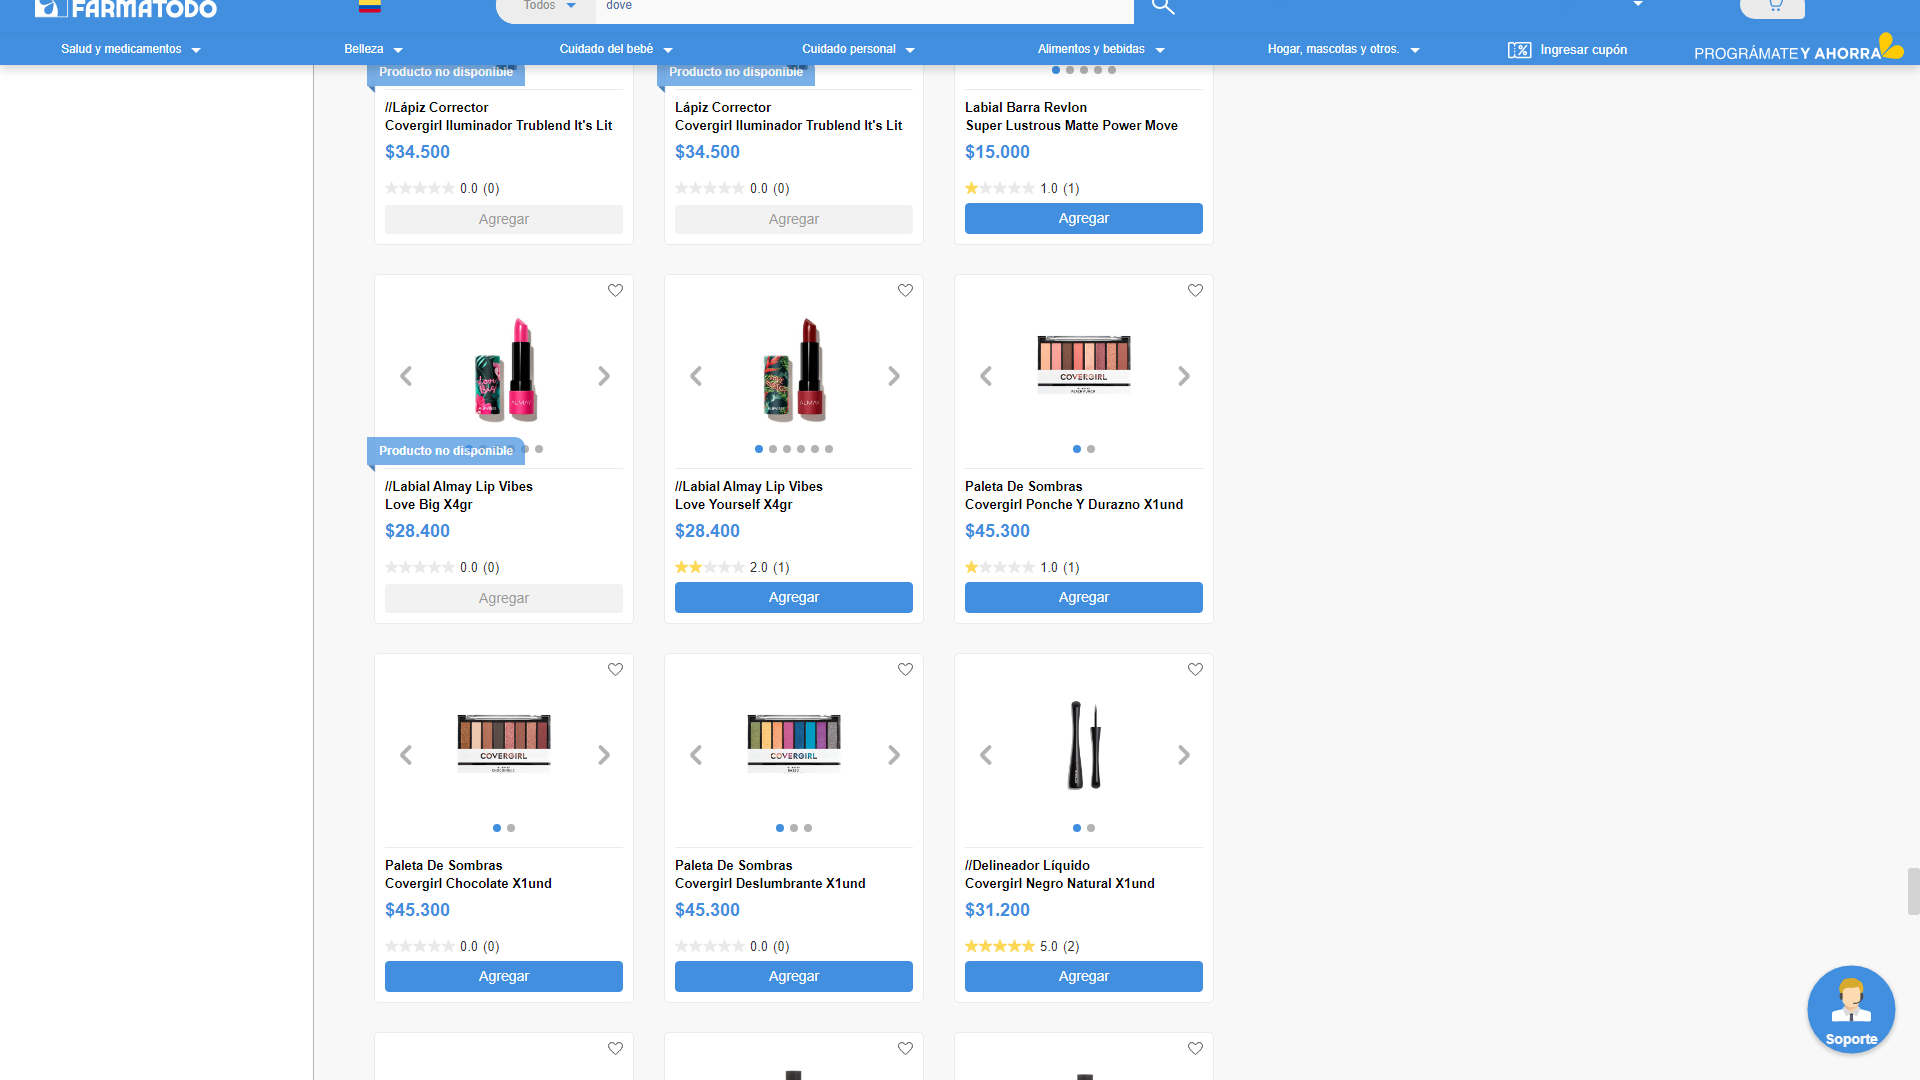 FARMATODO
Todos
dove
Salud y medicamentos
Belleza
Cuidado del bebé
Cuidado personal
Alimentos y bebidas
Hogar, mascotas y otros.
Ingresar cupón
PROGRÁMATE Y AHORRA
Producto no disponible
Producto no disponible
//Lápiz Corrector
Covergirl Iluminador Trublend It's Lit
$34.500
0.0 (0)
Agregar
Lápiz Corrector
Covergirl Iluminador Trublend It's Lit
$34.500
0.0 (0)
Agregar
Labial Barra Revlon
Super Lustrous Matte Power Move
$15.000
1.0 (1)
Agregar
ALMAY
Producto no disponible
//Labial Almay Lip Vibes
Love Big X4gr
$28.400
0.0 (0)
Agregar
ALMAY
//Labial Almay Lip Vibes
Love Yourself X4gr
$28.400
2.0 (1)
Agregar
COVERGIRL
Paleta De Sombras
Covergirl Ponche Y Durazno X1und
$45.300
1.0 (1)
Agregar
COVERGIRL
Paleta De Sombras
Covergirl Chocolate X1und
$45.300
0.0 (0)
Agregar
COVERGIRL
Paleta De Sombras
Covergirl Deslumbrante X1und
$45.300
0.0 (0)
Agregar
//Delineador Líquido
Covergirl Negro Natural X1und
$31.200
5.0 (2)
Agregar
Soporte